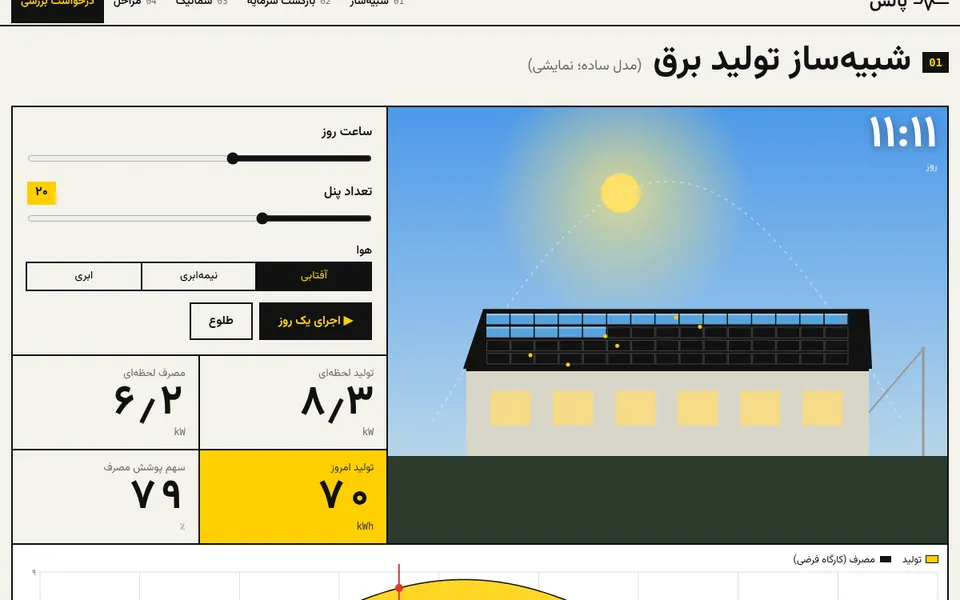 پالس
01 شبیه‌ساز 02 بازگشت سرمایه 03 شماتیک 04 مراحل درخواست بررسی
01 شبیه‌ساز تولید برق (مدل ساده؛ نمایشی)
۱۱:۱۱
روز
ساعت روز
تعداد پنل ۲۰
هوا
آفتابی نیمه‌ابری ابری
▶ اجرای یک روز طلوع
تولید لحظه‌ای
۸٫۳
kW
مصرف لحظه‌ای
۶٫۲
kW
تولید امروز
۷۰
kWh
سهم پوشش مصرف
۷۹
٪
تولید مصرف (کارگاه فرضی)
۹